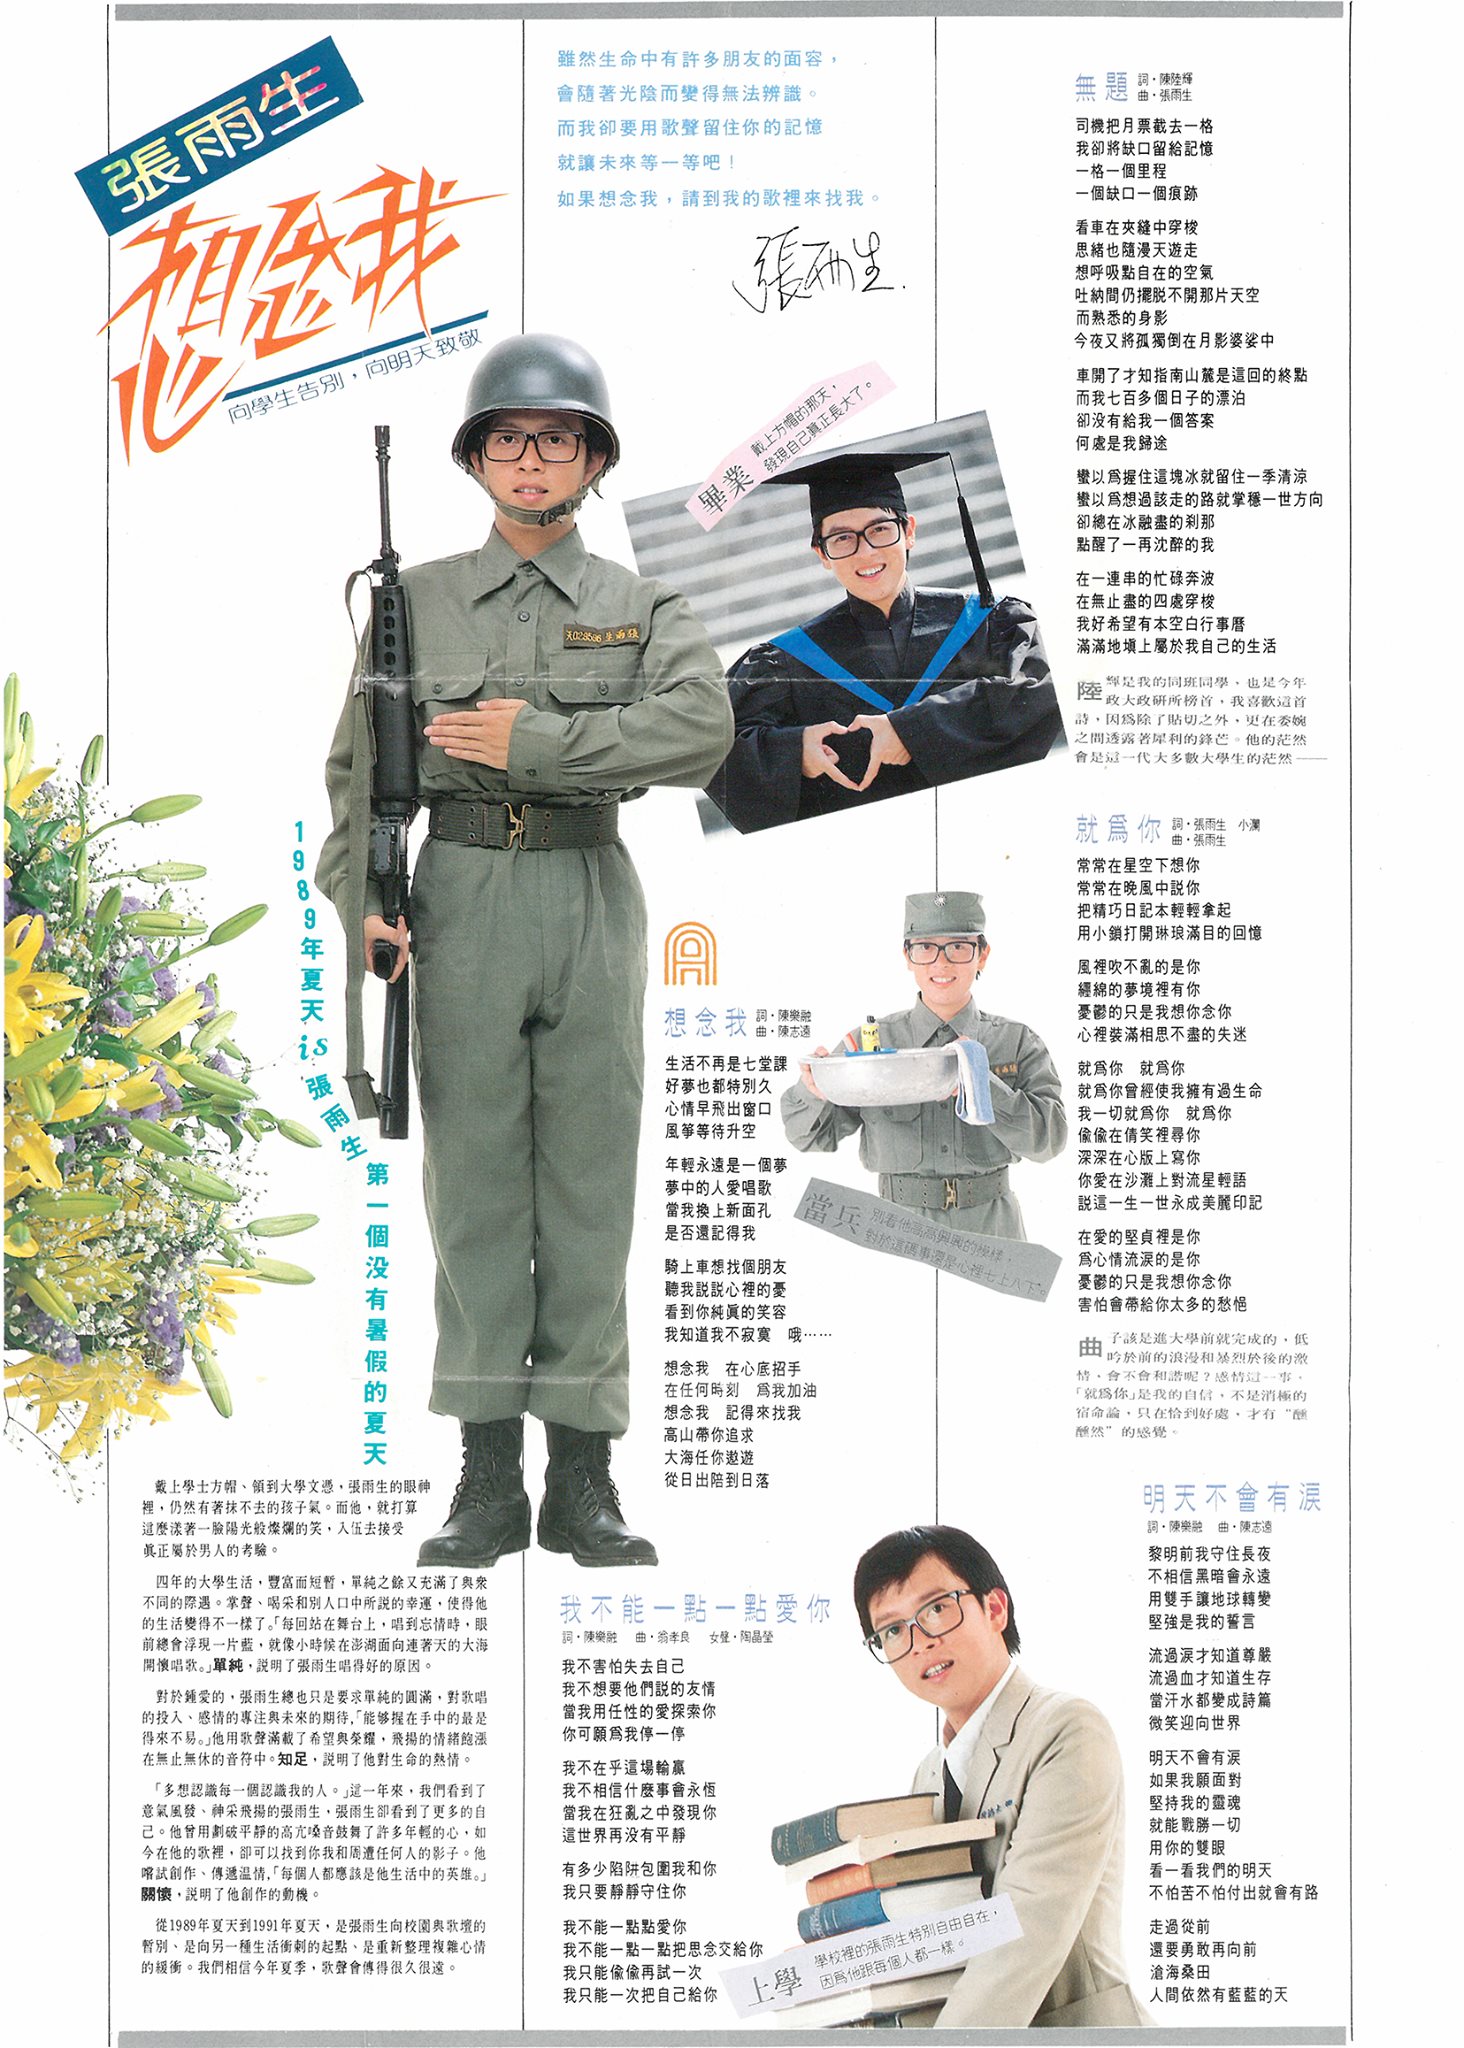 張雨生
想念我
向學生告別，向明天致敬
雖然生命中有許多朋友的面容，
會隨著光陰而變得無法辨識。
而我卻要用歌聲留住你的記憶
就讓未來等一等吧！
如果想念我，請到我的歌裡來找我。
張雨生.
畢業
戴上方帽的那天，
發現自己眞正長大了。
天029596 生雨張
1989年夏天is張雨生第一個没有暑假的夏天
戴上學士方帽、領到大學文憑，張雨生的眼神
裡，仍然有著抹不去的孩子氣。而他，就打算
這麼漾著一臉陽光般燦爛的笑，入伍去接受
眞正屬於男人的考驗。
四年的大學生活，豐富而短暫，單純之餘又充滿了與衆
不同的際遇。掌聲、喝采和別人口中所説的幸運，使得他
的生活變得不一樣了。「每回站在舞台上，唱到忘情時，眼
前總會浮現一片藍，就像小時候在澎湖面向連著天的大海
開懷唱歌。」單純，説明了張雨生唱得好的原因。
對於鍾愛的，張雨生總也只是要求單純的圓滿，對歌唱
的投入、感情的專注與未來的期待，「能够握在手中的最是
得來不易。」他用歌聲滿載了希望與榮耀，飛揚的情緒飽漲
在無止無休的音符中。知足，説明了他對生命的熱情。
「多想認識每一個認識我的人。」這一年來，我們看到了
意氣風發、神采飛揚的張雨生，張雨生卻看到了更多的自
己。他曾用劃破平靜的高亢嗓音鼓舞了許多年輕的心，如
今在他的歌裡，卻可以找到你我和周遭任何人的影子。他
嚐試創作、傳遞温情，「每個人都應該是他生活中的英雄。」
關懷，説明了他創作的動機。
從1989年夏天到1991年夏天，是張雨生向校園與歌壇的
暫別、是向另一種生活衝刺的起點、是重新整理複雜心情
的緩衝。我們相信今年夏季，歌聲會傳得很久很遠。
A
想念我 詞・陳樂融
曲・陳志遠
生活不再是七堂課
好夢也都特別久
心情早飛出窗口
風箏等待升空
年輕永遠是一個夢
夢中的人愛唱歌
當我換上新面孔
是否還記得我
騎上車想找個朋友
聽我説説心裡的憂
看到你純眞的笑容
我知道我不寂寞　哦……
想念我　在心底招手
在任何時刻　爲我加油
想念我　記得來找我
高山帶你追求
大海任你遨遊
從日出陪到日落
當兵
別看他高高興興的模樣，
對於這碼事還是心裡七上八下。
我不能一點一點愛你
詞・陳樂融　曲・翁孝良　女聲・陶晶瑩
我不害怕失去自己
我不想要他們説的友情
當我用任性的愛探索你
你可願爲我停一停
我不在乎這場輸贏
我不相信什麼事會永恆
當我在狂亂之中發現你
這世界再没有平靜
有多少陷阱包圍我和你
我只要靜靜守住你
我不能一點點愛你
我不能一點一點把思念交給你
我只能偸偸再試一次
我只能一次把自己給你
上學
學校裡的張雨生特別自由自在，
因爲他跟每個人都一樣。
無題 詞・陳陸輝
曲・張雨生
司機把月票截去一格
我卻將缺口留給記憶
一格一個里程
一個缺口一個痕跡
看車在夾縫中穿梭
思緒也隨漫天遊走
想呼吸點自在的空氣
吐納間仍擺脱不開那片天空
而熟悉的身影
今夜又將孤獨倒在月影婆娑中
車開了才知指南山麓是這回的終點
而我七百多個日子的漂泊
卻没有給我一個答案
何處是我歸途
蠻以爲握住這塊冰就留住一季清涼
蠻以爲想過該走的路就掌穩一世方向
卻總在冰融盡的刹那
點醒了一再沈醉的我
在一連串的忙碌奔波
在無止盡的四處穿梭
我好希望有本空白行事曆
滿滿地塡上屬於我自己的生活
陸輝是我的同班同學、也是今年
政大政研所榜首，我喜歡這首
詩，因爲除了貼切之外，更在委婉
之間透露著犀利的鋒芒。他的茫然
會是這一代大多數大學生的茫然——
就爲你 詞・張雨生　小瀾
曲・張雨生
常常在星空下想你
常常在晚風中説你
把精巧日記本輕輕拿起
用小鎖打開琳琅滿目的回憶
風裡吹不亂的是你
纏綿的夢境裡有你
憂鬱的只是我想你念你
心裡裝滿相思不盡的失迷
就爲你　就爲你
就爲你曾經使我擁有過生命
我一切就爲你　就爲你
偸偸在倩笑裡尋你
深深在心版上寫你
你愛在沙灘上對流星輕語
説這一生一世永成美麗印記
在愛的堅貞裡是你
爲心情流淚的是你
憂鬱的只是我想你念你
害怕會帶給你太多的愁悒
曲子該是進大學前就完成的，低
吟於前的浪漫和暴烈於後的激
情，會不會和諧呢？感情這一事，
「就爲你」是我的自信，不是消極的
宿命論，只在恰到好處，才有“醺
醺然”的感覺。
明天不會有淚
詞・陳樂融　曲・陳志遠
黎明前我守住長夜
不相信黑暗會永遠
用雙手讓地球轉變
堅強是我的誓言
流過淚才知道尊嚴
流過血才知道生存
當汗水都變成詩篇
微笑迎向世界
明天不會有淚
如果我願面對
堅持我的靈魂
就能戰勝一切
用你的雙眼
看一看我們的明天
不怕苦不怕付出就會有路
走過從前
還要勇敢再向前
滄海桑田
人間依然有藍藍的天